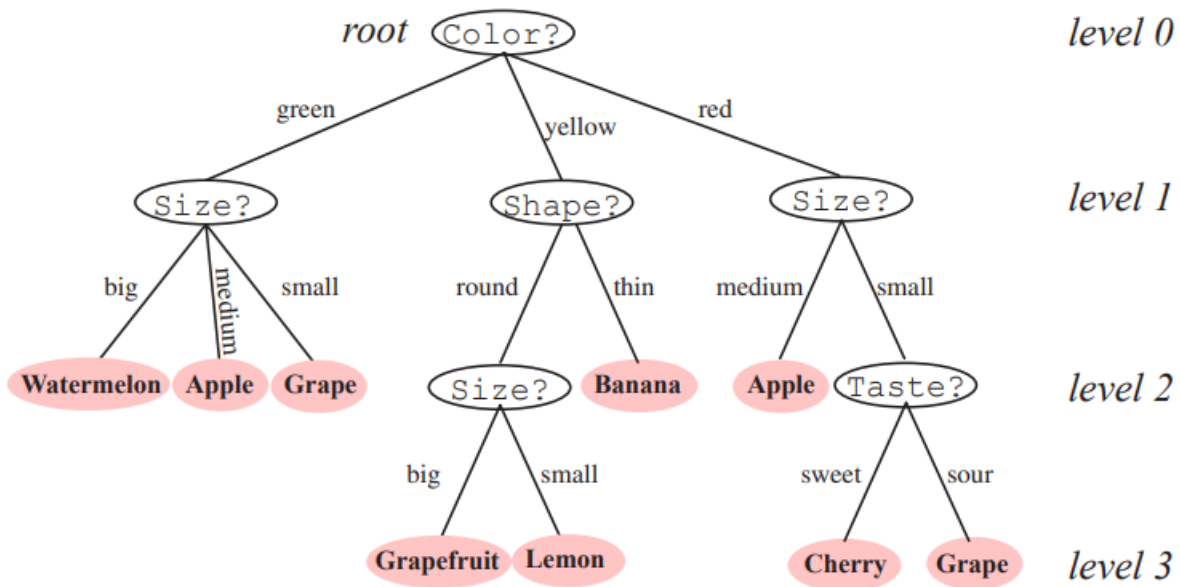 root Color? level 0
green yellow red
Size? Shape? Size? level 1
big medium small round thin medium small
Watermelon Apple Grape Size? Banana Apple Taste? level 2
big small sweet sour
Grapefruit Lemon Cherry Grape level 3